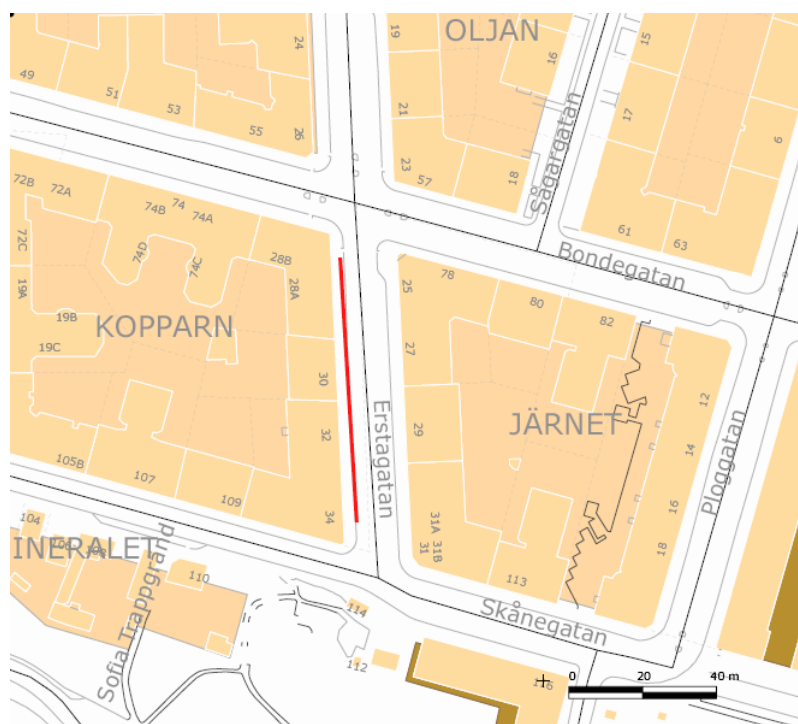 OLJAN
24
19
16
15
49
51
53
55
26
21
17
6
23
57
18
Sågargatan
72B
72A
74B
74
74A
61
63
72C
74D
74C
28B
Bondegatan
19A
28A
25
78
80
82
19B
KOPPARN
19C
27
30
12
Erstagatan
29
JÄRNET
14
Ploggatan
32
105B
107
109
34
16
31A
31B
31
18
104
106
108
INERALET
110
113
Sofia Trappgränd
114
Skånegatan
112
116
0
20
40 m